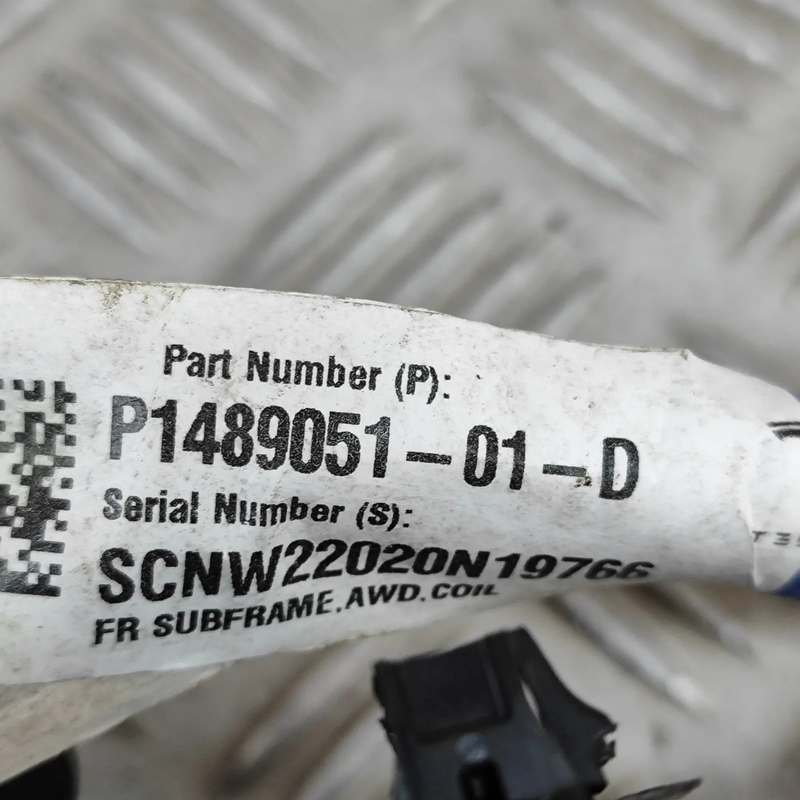 Part Number (P):
P1489051-01-D
Serial Number (S):
SCNW22020N19766
FR SUBFRAME,AWD,COIL